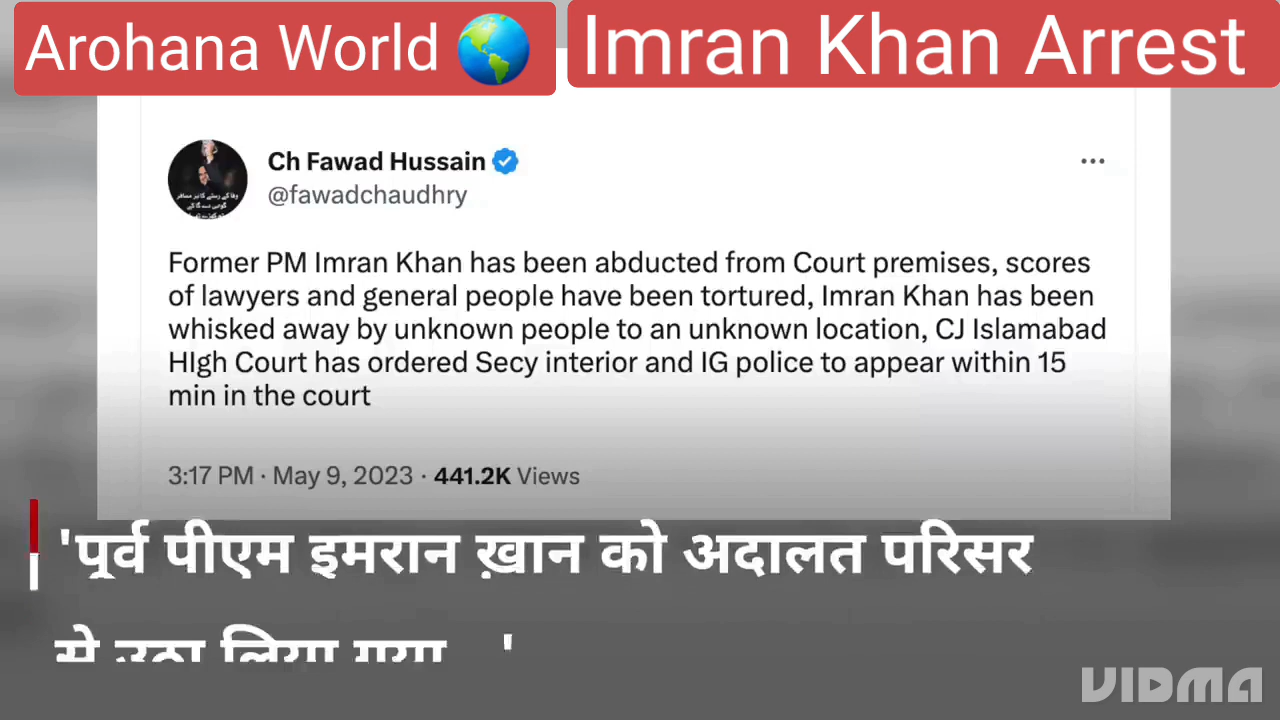 Arohana World
Imran Khan Arrest
Ch Fawad Hussain
@fawadchaudhry
Former PM Imran Khan has been abducted from Court premises, scores
of lawyers and general people have been tortured, Imran Khan has been
whisked away by unknown people to an unknown location, CJ Islamabad
HIgh Court has ordered Secy interior and IG police to appear within 15
min in the court
3:17 PM · May 9, 2023 · 441.2K Views
'पूर्व पीएम इमरान ख़ान को अदालत परिसर
से उठा लिया गया...'
VIDMA